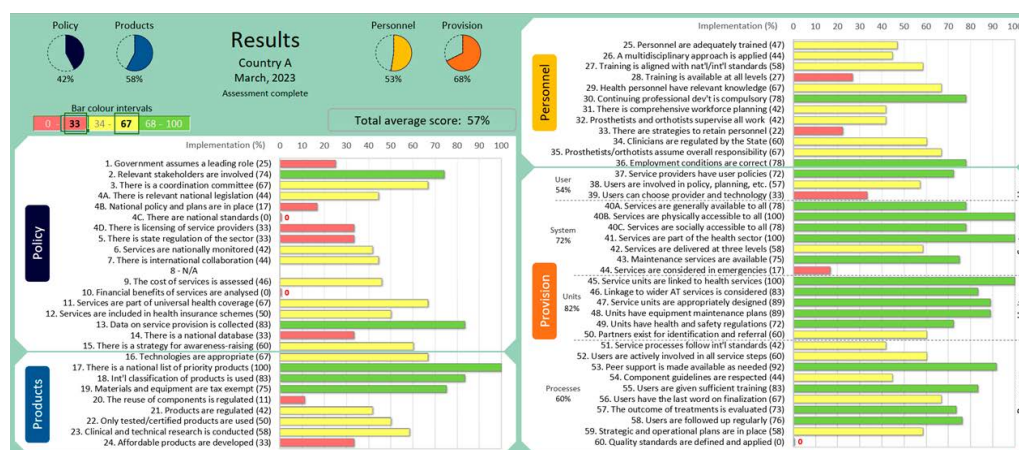 Policy
Products
42%
58%
Results
Country A
March, 2023
Assessment complete
Personnel
Provision
53%
68%
Bar colour intervals
0 - 33 34 - 67 68 - 100
Total average score: 57%
Implementation (%) 0 10 20 30 40 50 60 70 80 90 100
Policy
1. Government assumes a leading role (25)
2. Relevant stakeholders are involved (74)
3. There is a coordination committee (67)
4A. There is relevant national legislation (44)
4B. National policy and plans are in place (17)
4C. There are national standards (0) 0
4D. There is licensing of service providers (33)
5. There is state regulation of the sector (33)
6. Services are nationally monitored (42)
7. There is international collaboration (44)
8 - N/A
9. The cost of services is assessed (46)
10. Financial benefits of services are analysed (0) 0
11. Services are part of universal health coverage (67)
12. Services are included in health insurance schemes (50)
13. Data on service provision is collected (83)
14. There is a national database (33)
15. There is a strategy for awareness-raising (60)
Products
16. Technologies are appropriate (67)
17. There is a national list of priority products (100)
18. Int'l classification of products is used (83)
19. Materials and equipment are tax exempt (75)
20. The reuse of components is regulated (11)
21. Products are regulated (42)
22. Only tested/certified products are used (50)
23. Clinical and technical research is conducted (58)
24. Affordable products are developed (33)
Implementation (%) 0 10 20 30 40 50 60 70 80 90 100
Personnel
25. Personnel are adequately trained (47)
26. A multidisciplinary approach is applied (44)
27. Training is aligned with nat'l/int'l standards (58)
28. Training is available at all levels (27)
29. Health personnel have relevant knowledge (67)
30. Continuing professional dev't is compulsory (78)
31. There is comprehensive workforce planning (42)
32. Prosthetists and orthotists supervise all work (42)
33. There are strategies to retain personnel (22)
34. Clinicians are regulated by the State (60)
35. Prosthetists/orthotists assume overall responsibility (67)
36. Employment conditions are correct (78)
Provision
User
54%
37. Service providers have user policies (72)
38. Users are involved in policy, planning, etc. (57)
39. Users can choose provider and technology (33)
System
72%
40A. Services are generally available to all (78)
40B. Services are physically accessible to all (100)
40C. Services are socially accessible to all (78)
41. Services are part of the health sector (100)
42. Services are delivered at three levels (58)
43. Maintenance services are available (75)
44. Services are considered in emergencies (17)
Units
82%
45. Service units are linked to health services (100)
46. Linkage to wider AT services is considered (83)
47. Service units are appropriately designed (89)
48. Units have equipment maintenance plans (89)
49. Units have health and safety regulations (72)
50. Partners exist for identification and referral (60)
Processes
60%
51. Service processes follow int'l standards (42)
52. Users are actively involved in all service steps (60)
53. Peer support is made available as needed (92)
54. Component guidelines are respected (44)
55. Users are given sufficient training (83)
56. Users have the last word on finalization (67)
57. The outcome of treatments is evaluated (73)
58. Users are followed up regularly (76)
59. Strategic and operational plans are in place (58)
60. Quality standards are defined and applied (0) 0